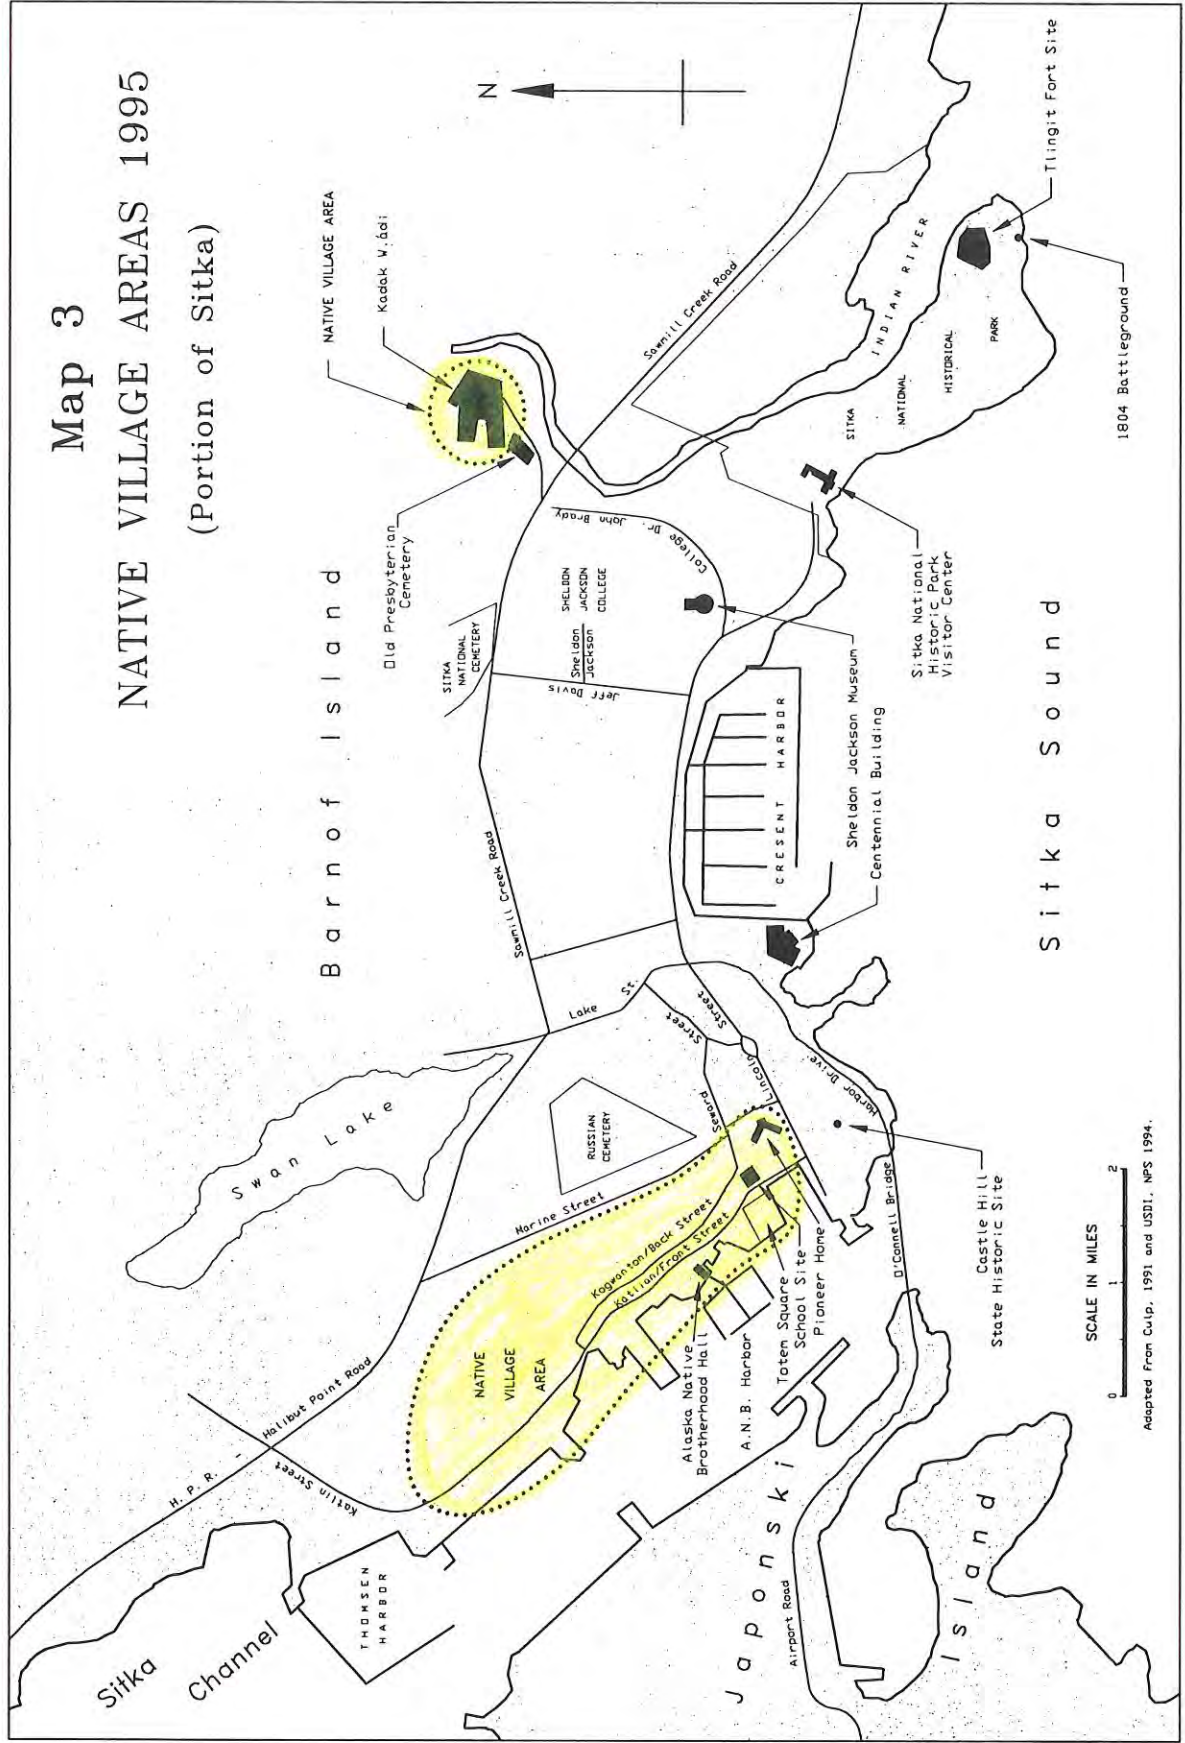 Map 3
NATIVE VILLAGE AREAS 1995
(Portion of Sitka)
NATIVE VILLAGE AREA
Kadak W.ádi
N
Old Presbyterian
Cemetery
Barnof Island
SITKA
NATIONAL
CEMETERY
SHELDON
JACKSON
COLLEGE
Sheldon
Jackson
Jeff Davis
John Brady
College Dr.
Sawmill Creek Road
Sawmill Creek Road
INDIAN RIVER
SITKA
NATIONAL
HISTORICAL
PARK
Tlingit Fort Site
1804 Battleground
Sitka National
Historic Park
Visitor Center
Sheldon Jackson Museum
Centennial Building
CRESENT HARBOR
Sitka Sound
Swan Lake
Lake St.
Street
Street
Seward
Lincoln
Harbor Drive
RUSSIAN
CEMETERY
Marine Street
Kogwanton/Back Street
Katlian/Front Street
NATIVE
VILLAGE
AREA
H. P. R. - Halibut Point Road
Katlin Street
Sitka
Channel
THOMSEN
HARBOR
Alaska Native
Brotherhood Hall
A.N.B. Harbor
Toten Square
School Site
Pioneer Home
O'Connell Bridge
Castle Hill
State Historic Site
Japonski
Island
Airport Road
SCALE IN MILES
0 1 2
Adapted from Culp, 1991 and USDI, NPS 1994.